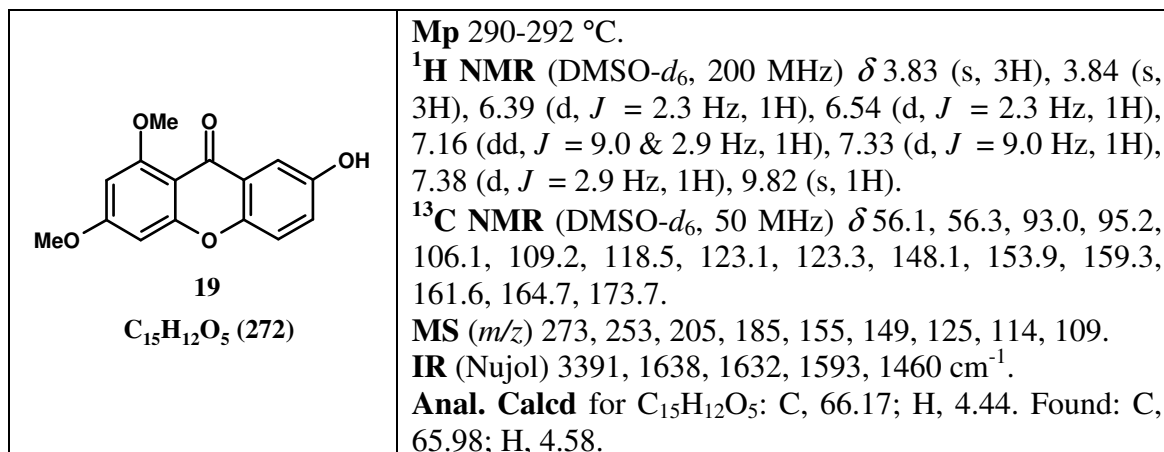 OMe
O
OH
MeO
O
19
C₁₅H₁₂O₅ (272)
Mp 290-292 °C.
¹H NMR (DMSO-d₆, 200 MHz) δ 3.83 (s, 3H), 3.84 (s,
3H), 6.39 (d, J = 2.3 Hz, 1H), 6.54 (d, J = 2.3 Hz, 1H),
7.16 (dd, J = 9.0 & 2.9 Hz, 1H), 7.33 (d, J = 9.0 Hz, 1H),
7.38 (d, J = 2.9 Hz, 1H), 9.82 (s, 1H).
¹³C NMR (DMSO-d₆, 50 MHz) δ 56.1, 56.3, 93.0, 95.2,
106.1, 109.2, 118.5, 123.1, 123.3, 148.1, 153.9, 159.3,
161.6, 164.7, 173.7.
MS (m/z) 273, 253, 205, 185, 155, 149, 125, 114, 109.
IR (Nujol) 3391, 1638, 1632, 1593, 1460 cm⁻¹.
Anal. Calcd for C₁₅H₁₂O₅: C, 66.17; H, 4.44. Found: C,
65.98; H, 4.58.